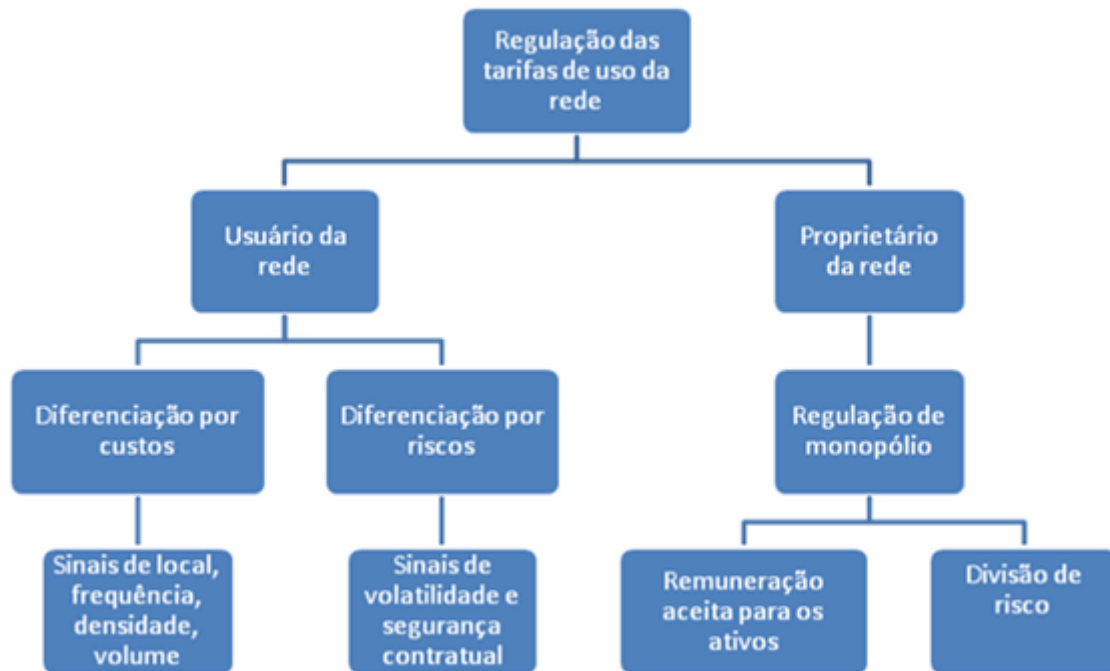 Regulação das
tarifas de uso da
rede
Usuário da
rede
Proprietário
da rede
Diferenciação por
custos
Diferenciação por
riscos
Regulação de
monopólio
Sinais de local,
frequência,
densidade,
volume
Sinais de
volatilidade e
segurança
contratual
Remuneração
aceita para os
ativos
Divisão de
risco